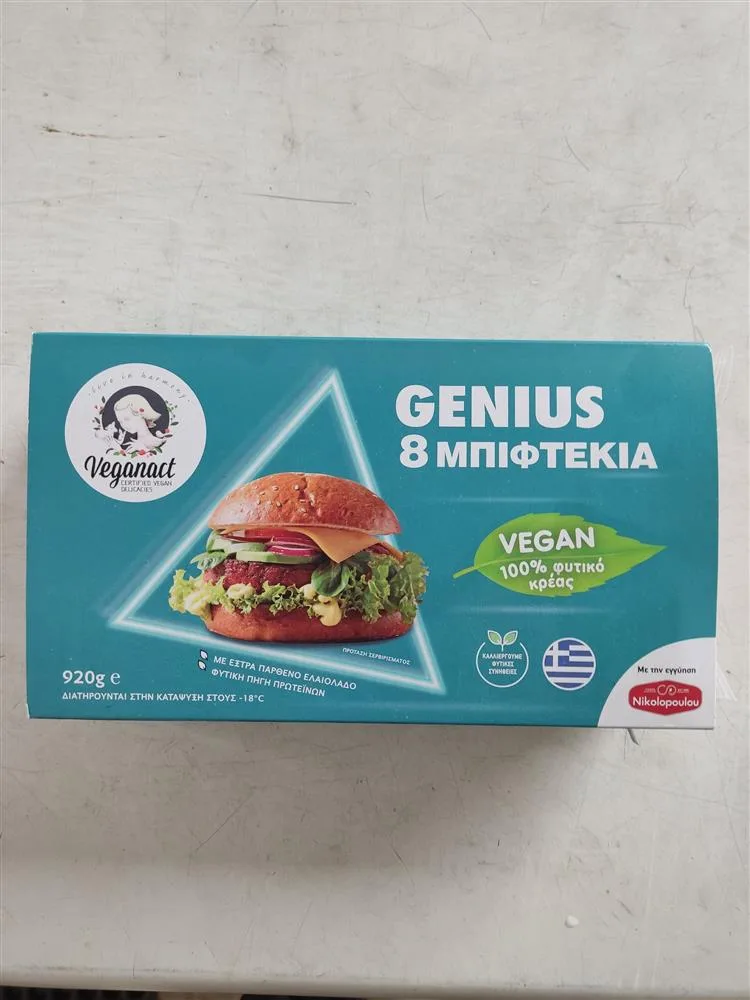 ·Love in harmony·
Veganact
CERTIFIED VEGAN
DELICACIES
GENIUS
8 ΜΠΙΦΤΕΚΙΑ
VEGAN
100% φυτικό
κρέας
ΚΑΛΛΙΕΡΓΟΥΜΕ
ΦΥΤΙΚΕΣ
ΣΥΝΗΘΕΙΕΣ
ΠΡΟΤΑΣΗ ΣΕΡΒΙΡΙΣΜΑΤΟΣ
ΜΕ ΕΞΤΡΑ ΠΑΡΘΕΝΟ ΕΛΑΙΟΛΑΔΟ
ΦΥΤΙΚΗ ΠΗΓΗ ΠΡΩΤΕΪΝΩΝ
920g e
ΔΙΑΤΗΡΟΥΝΤΑΙ ΣΤΗΝ ΚΑΤΑΨΥΞΗ ΣΤΟΥΣ -18°C
Με την εγγύηση
Nikolopoulou